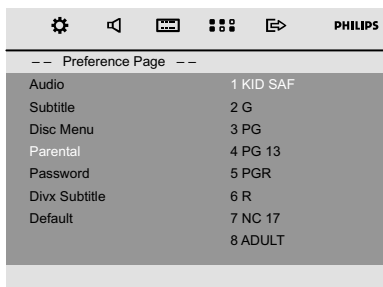 PHILIPS
-- Preference Page --
Audio 1 KID SAF
Subtitle 2 G
Disc Menu 3 PG
Parental 4 PG 13
Password 5 PGR
Divx Subtitle 6 R
Default 7 NC 17
8 ADULT